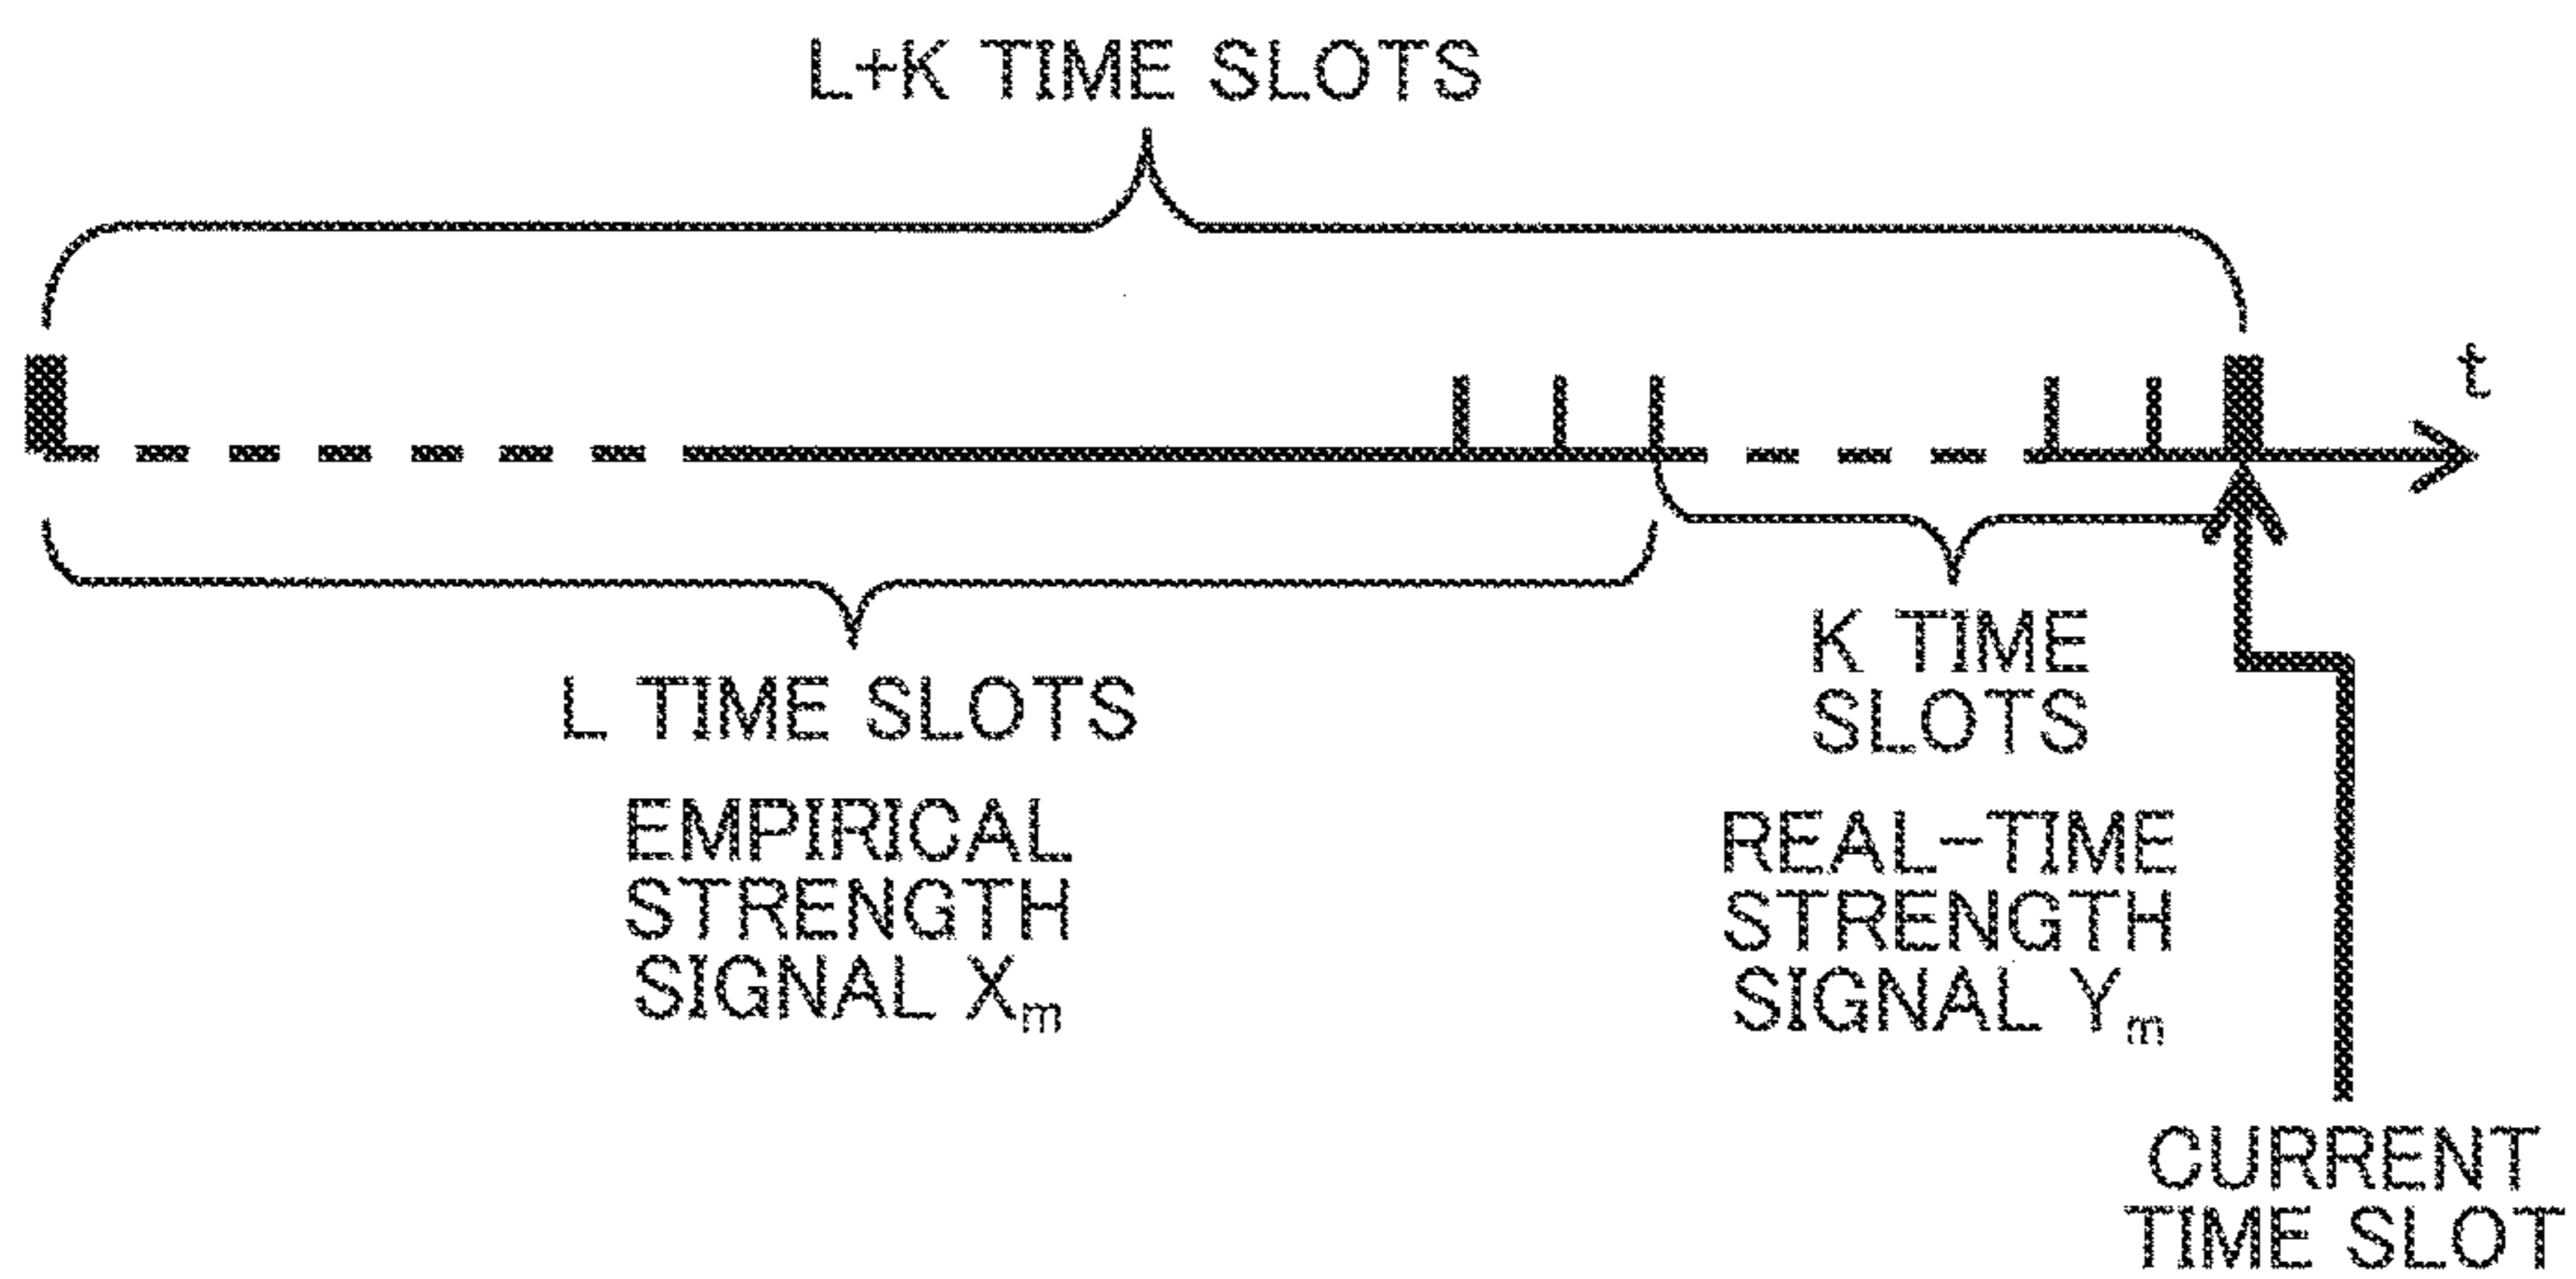 L+K TIME SLOTS
t
L TIME SLOTS
EMPIRICAL
STRENGTH
SIGNAL Xm
K TIME
SLOTS
REAL-TIME
STRENGTH
SIGNAL Ym
CURRENT
TIME SLOT